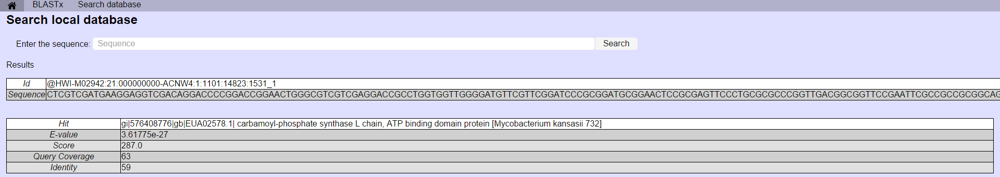 BLASTx Search database
Search local database
Enter the sequence: Sequence Search
Results
Id @HWI-M02942:21:000000000-ACNW4:1:1101:14823:1531_1
Sequence CTCGTCGATGAAGGAGGTCGACAGGACCCCGGACCGGAACTGGGCGTCGTCGAGGACCGCCTGGTGGTTGGGGATGTTCGTTCGGATCCCGCGGATGCGGAACTCCGCGAGTTCCCTGCGCGCCCGGTTGACGGCGGTTCCGAATTCGCCGCCGCGGCAG
Hit gi|576408776|gb|EUA02578.1| carbamoyl-phosphate synthase L chain, ATP binding domain protein [Mycobacterium kansasii 732]
E-value 3.61775e-27
Score 287.0
Query Coverage 63
Identity 59